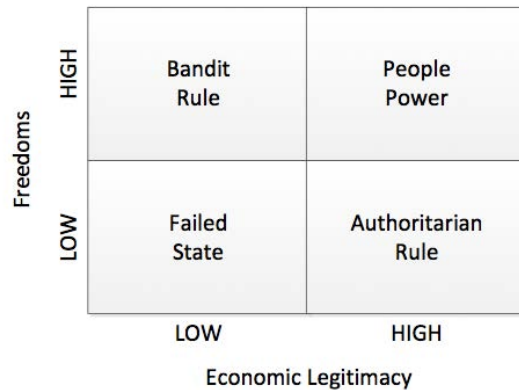 Freedoms
HIGH
Bandit
Rule
People
Power
LOW
Failed
State
Authoritarian
Rule
LOW
HIGH
Economic Legitimacy